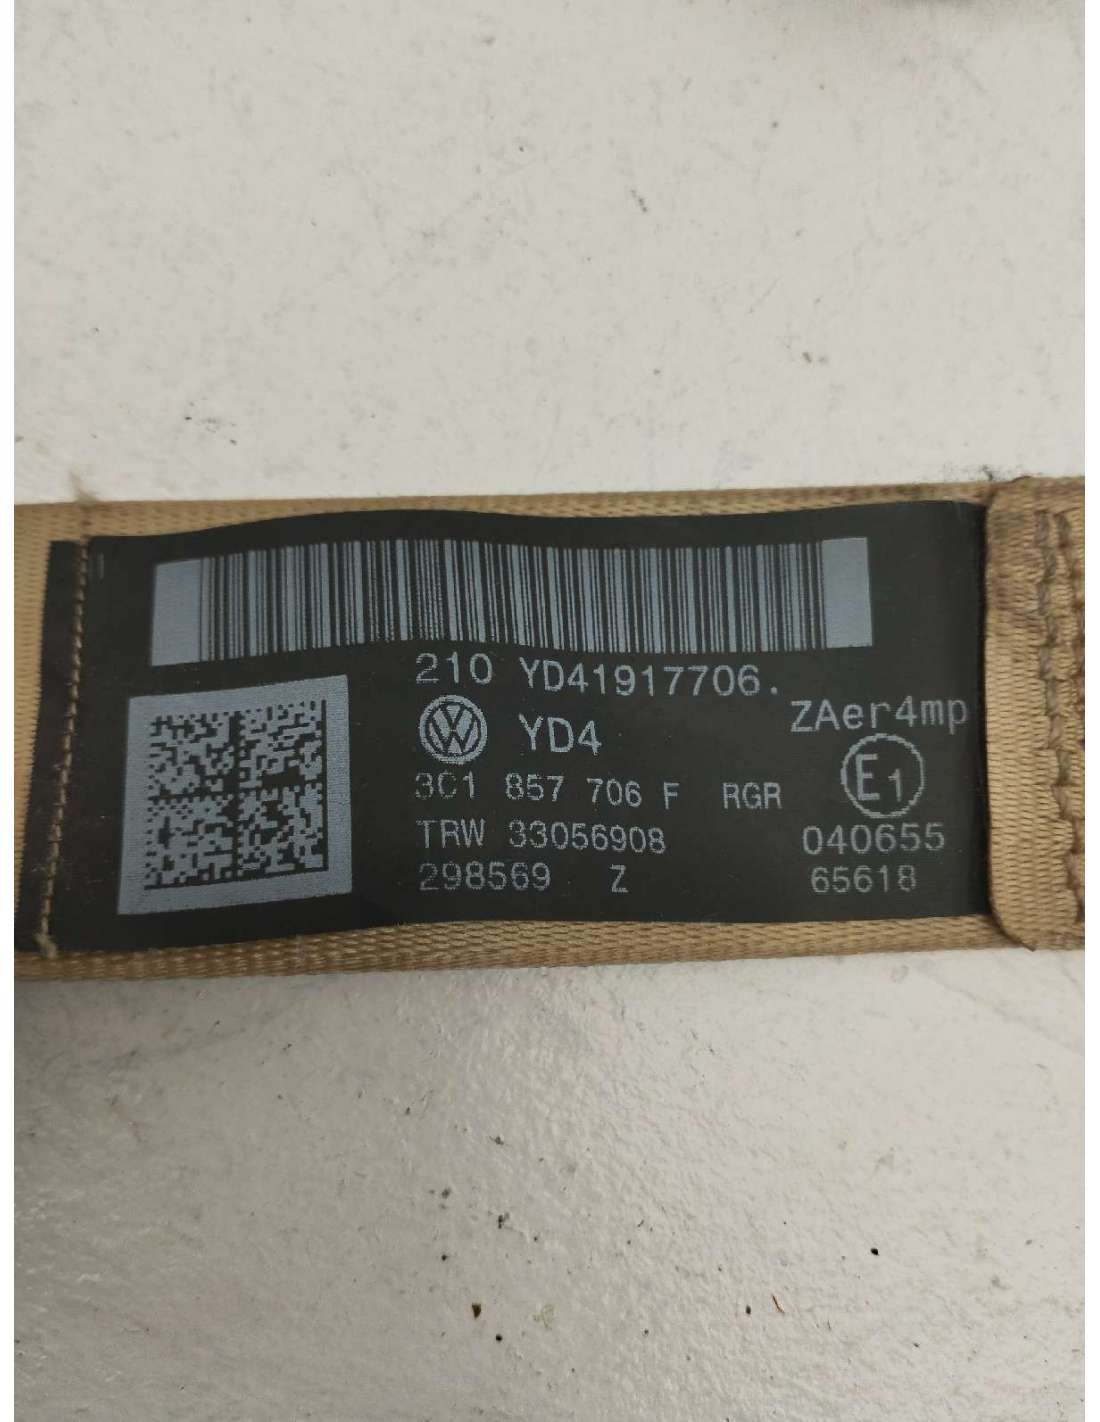 210 YD41917706.
YD4
ZAer4mp
E1
3C1 857 706 F RGR
TRW 33056908
040655
298569 Z
65618